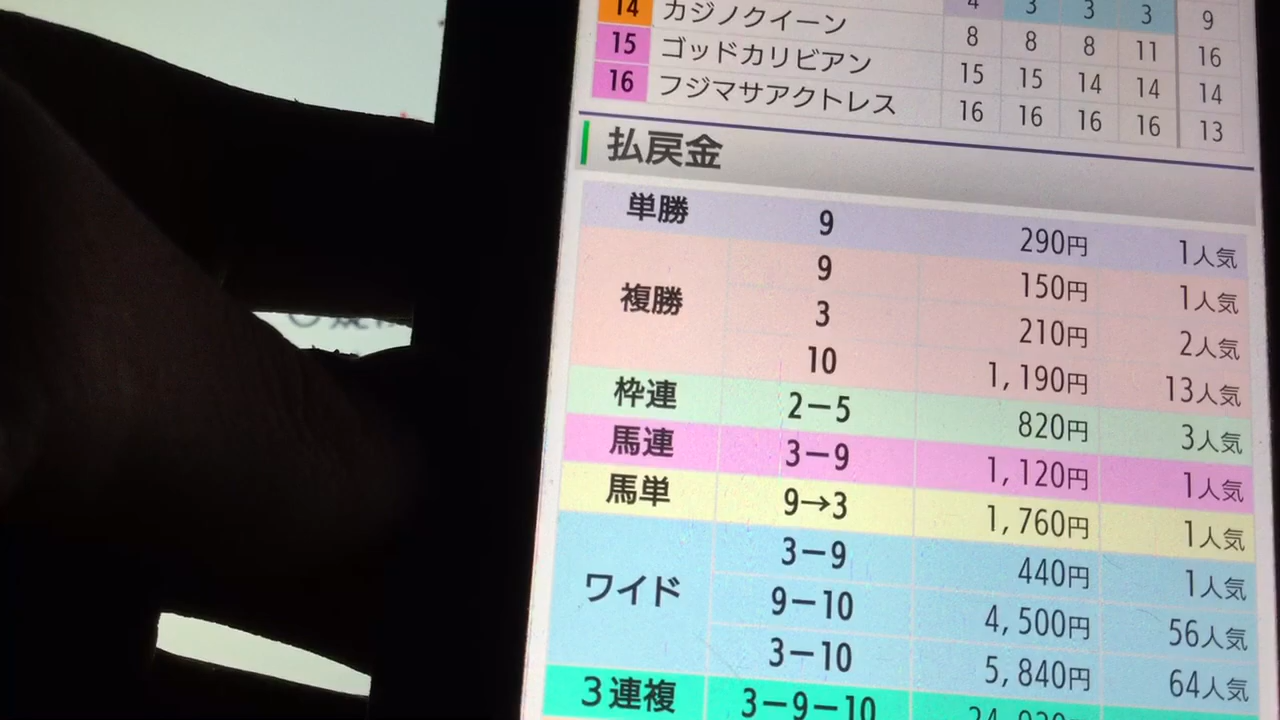 14 カジノクイーン 4 3 3 3 9
15 ゴッドカリビアン 8 8 8 11 16
16 フジマサアクトレス 15 15 14 14 14
16 16 16 16 13
払戻金
単勝 9 290円 1人気
複勝 9 150円 1人気
3 210円 2人気
10 1,190円 13人気
枠連 2－5 820円 3人気
馬連 3－9 1,120円 1人気
馬単 9→3 1,760円 1人気
ワイド 3－9 440円 1人気
9－10 4,500円 56人気
3－10 5,840円 64人気
3連複 3－9－10